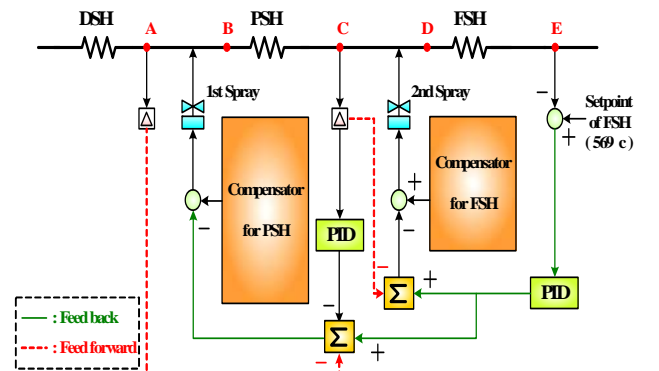 DSH
A
B
PSH
C
D
FSH
E
1st Spray
2nd Spray
Δ
Δ
−
+
Setpoint
of FSH
( 569 c )
Compensator
for PSH
Compensator
for FSH
−
+
−
PID
−
Σ
+
PID
−
Σ
+
−
: Feed back
: Feed forward